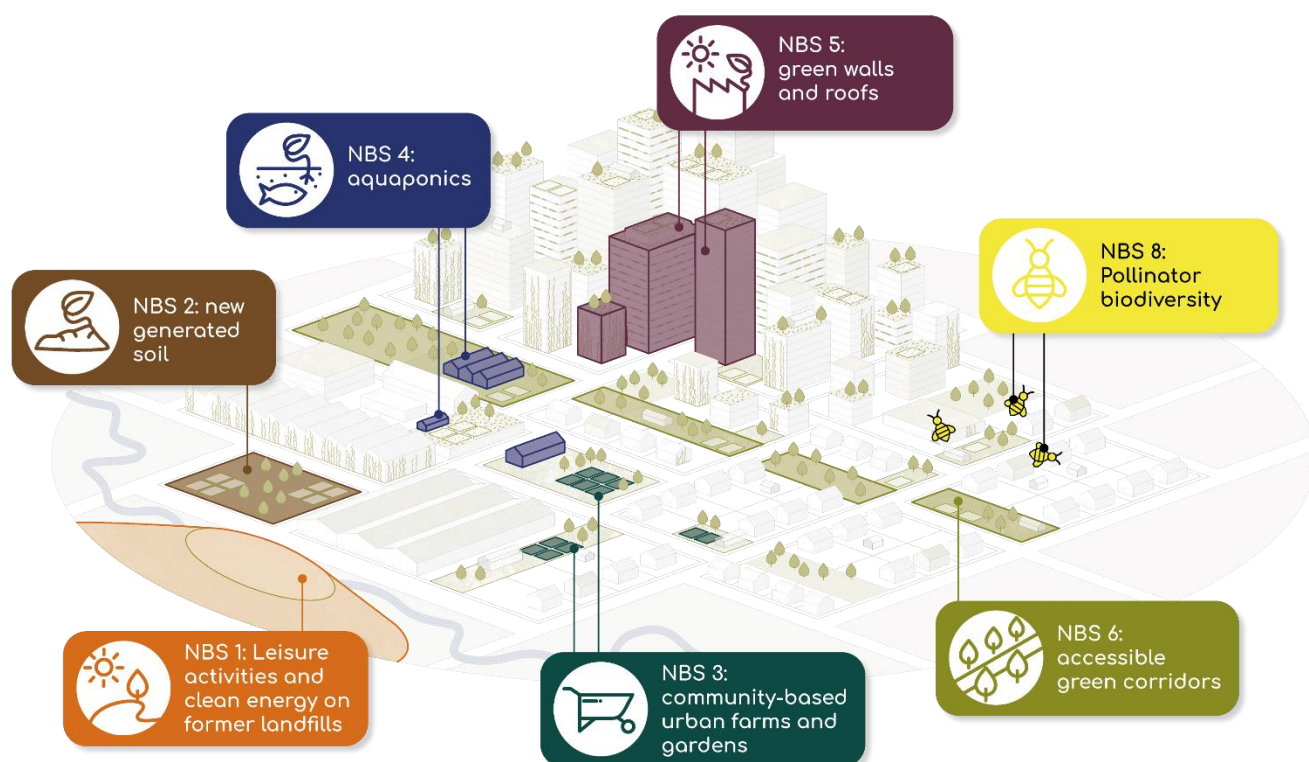 NBS 5:
green walls
and roofs
NBS 4:
aquaponics
NBS 8:
Pollinator
biodiversity
NBS 2: new
generated
soil
NBS 1: Leisure
activities and
clean energy on
former landfills
NBS 3:
community-based
urban farms and
gardens
NBS 6:
accessible
green corridors